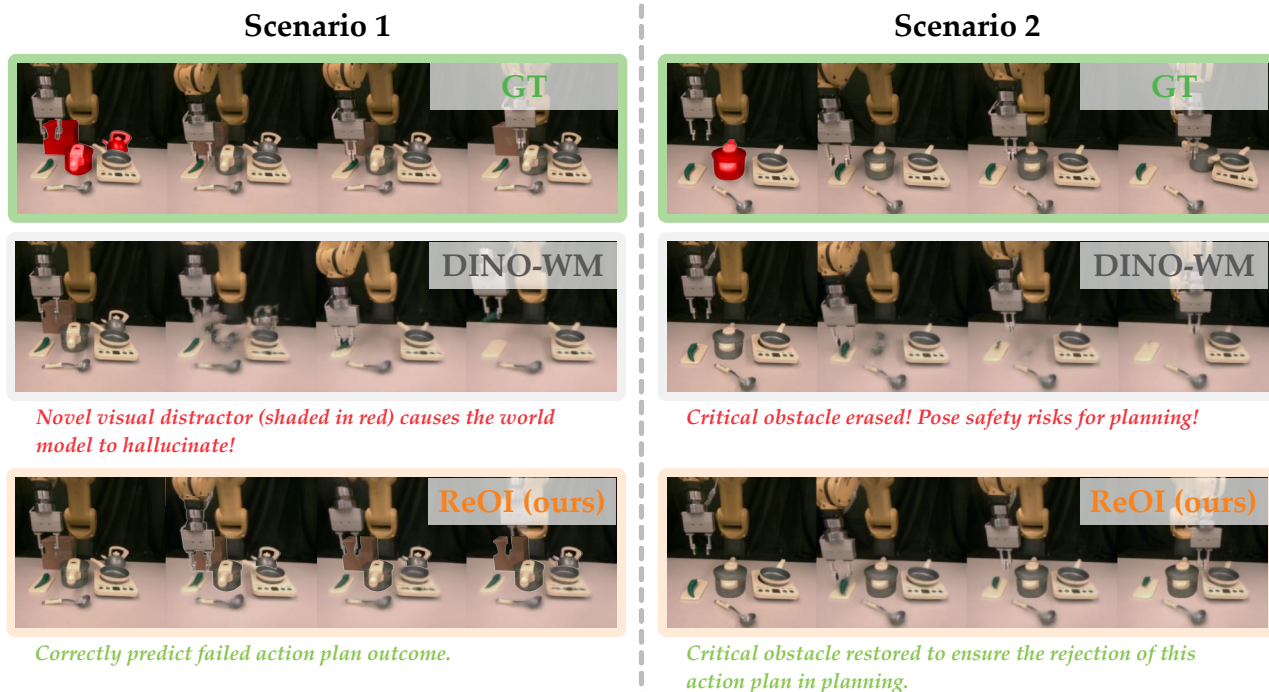 Scenario 1
GT
DINO-WM
Novel visual distractor (shaded in red) causes the world
model to hallucinate!
ReOI (ours)
Correctly predict failed action plan outcome.
Scenario 2
GT
DINO-WM
Critical obstacle erased! Pose safety risks for planning!
ReOI (ours)
Critical obstacle restored to ensure the rejection of this
action plan in planning.